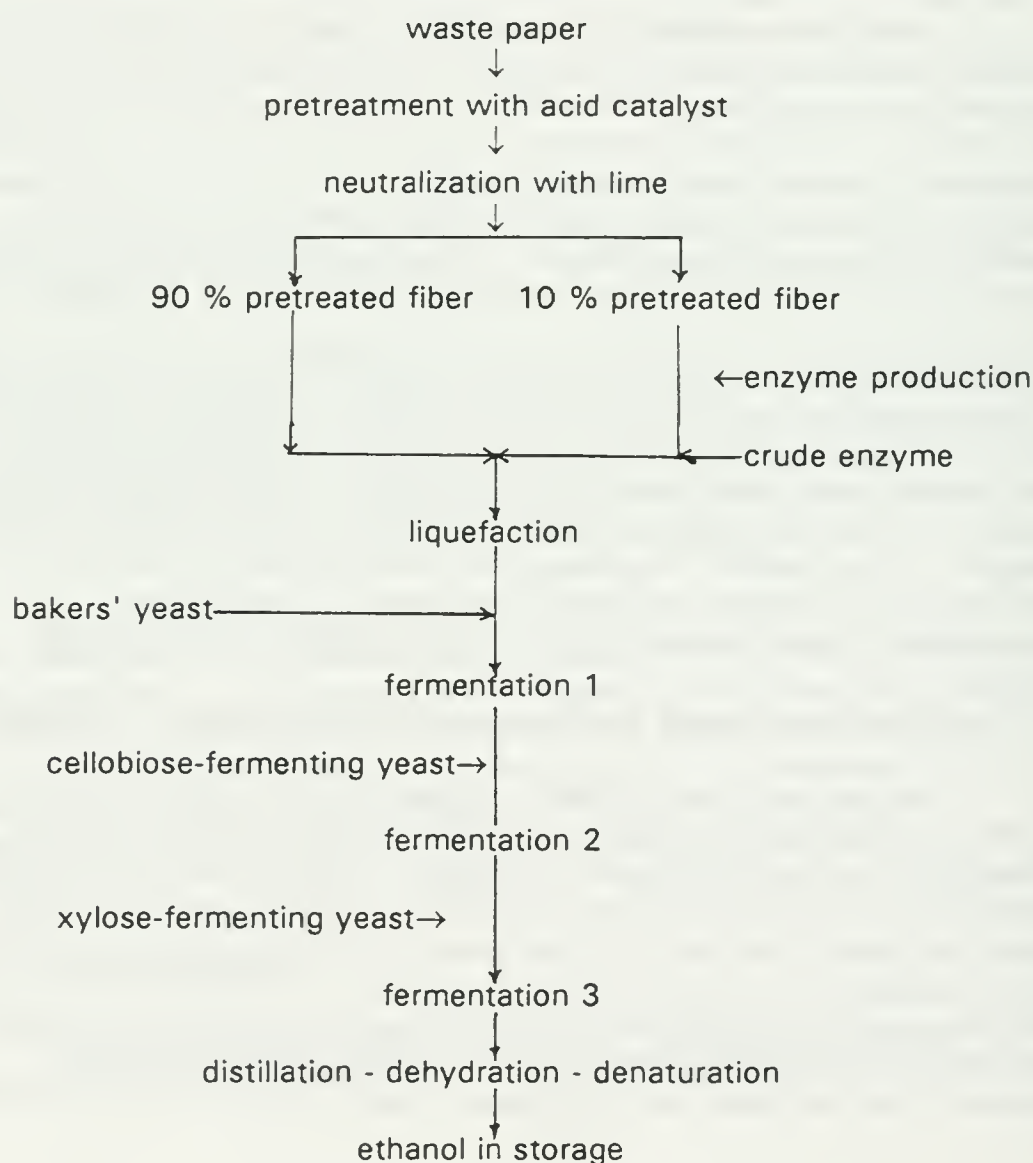 waste paper
pretreatment with acid catalyst
neutralization with lime
90 % pretreated fiber 10 % pretreated fiber
←enzyme production
crude enzyme
liquefaction
bakers' yeast
fermentation 1
cellobiose-fermenting yeast→
fermentation 2
xylose-fermenting yeast→
fermentation 3
distillation - dehydration - denaturation
ethanol in storage